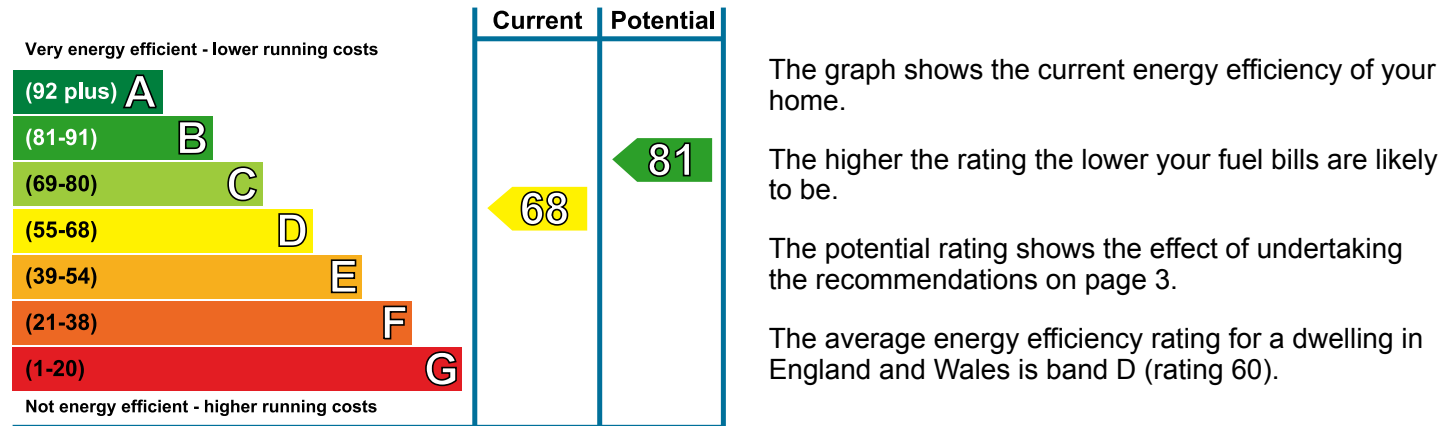 Current Potential
Very energy efficient - lower running costs
(92 plus) A
(81-91) B
(69-80) C
(55-68) D
(39-54) E
(21-38) F
(1-20) G
Not energy efficient - higher running costs
68
81
The graph shows the current energy efficiency of your
home.
The higher the rating the lower your fuel bills are likely
to be.
The potential rating shows the effect of undertaking
the recommendations on page 3.
The average energy efficiency rating for a dwelling in
England and Wales is band D (rating 60).